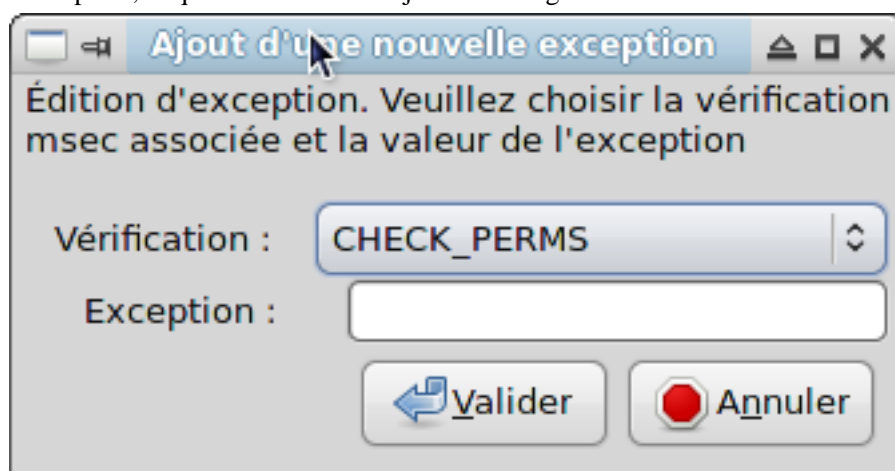 Ajout d'une nouvelle exception
Édition d'exception. Veuillez choisir la vérification
msec associée et la valeur de l'exception
Vérification : CHECK_PERMS
Exception :
Valider Annuler